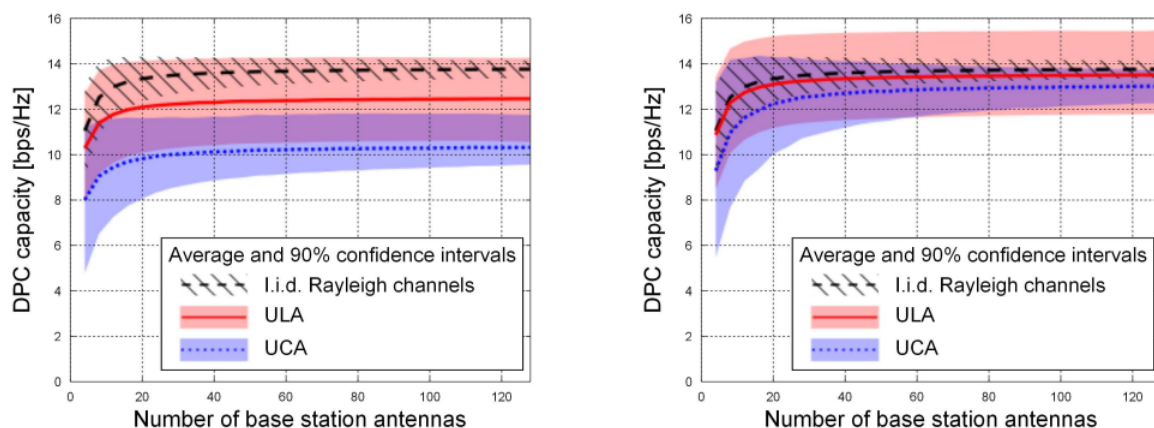 16
14
12
10
8
6
4
2
0
DPC capacity [bps/Hz]
Average and 90% confidence intervals
I.i.d. Rayleigh channels
ULA
UCA
0 20 40 60 80 100 120
Number of base station antennas
16
14
12
10
8
6
4
2
0
DPC capacity [bps/Hz]
Average and 90% confidence intervals
I.i.d. Rayleigh channels
ULA
UCA
0 20 40 60 80 100 120
Number of base station antennas